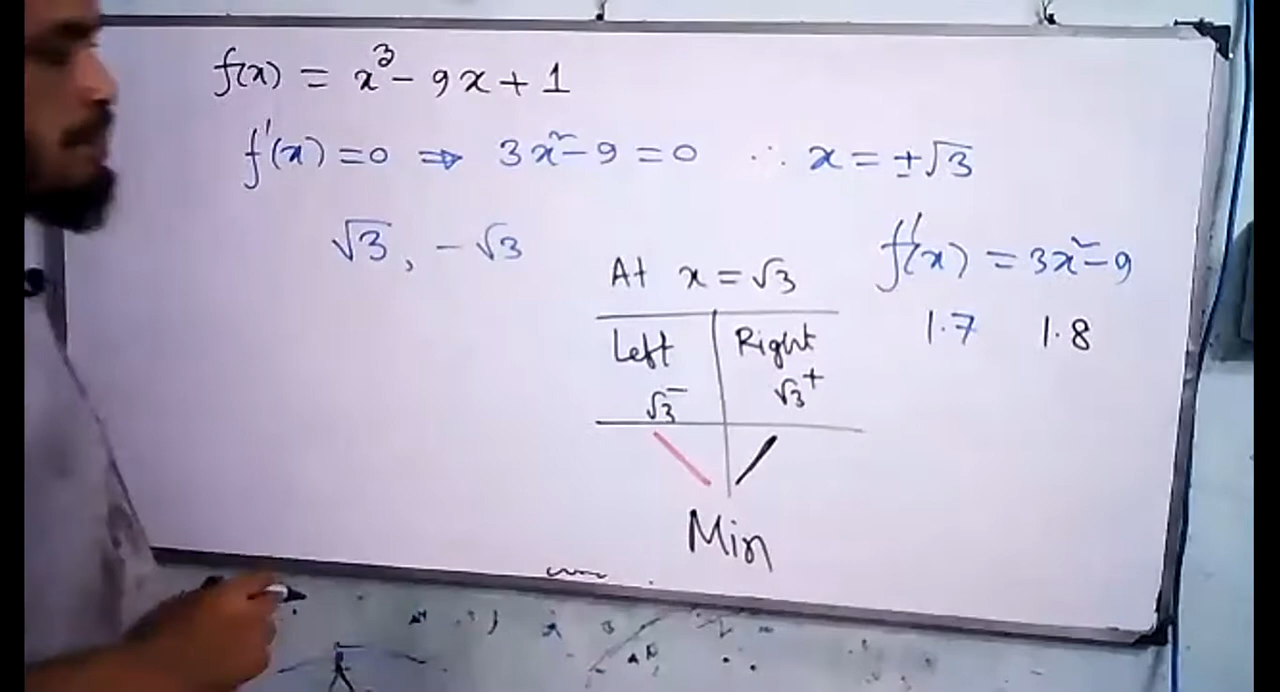 f(x) = x³ - 9x + 1
f'(x) = 0 ⇒ 3x² - 9 = 0 ∴ x = ±√3
√3, -√3
f'(x) = 3x² - 9
1.7 1.8
At x = √3
Left Right
√3⁻ √3⁺
Min